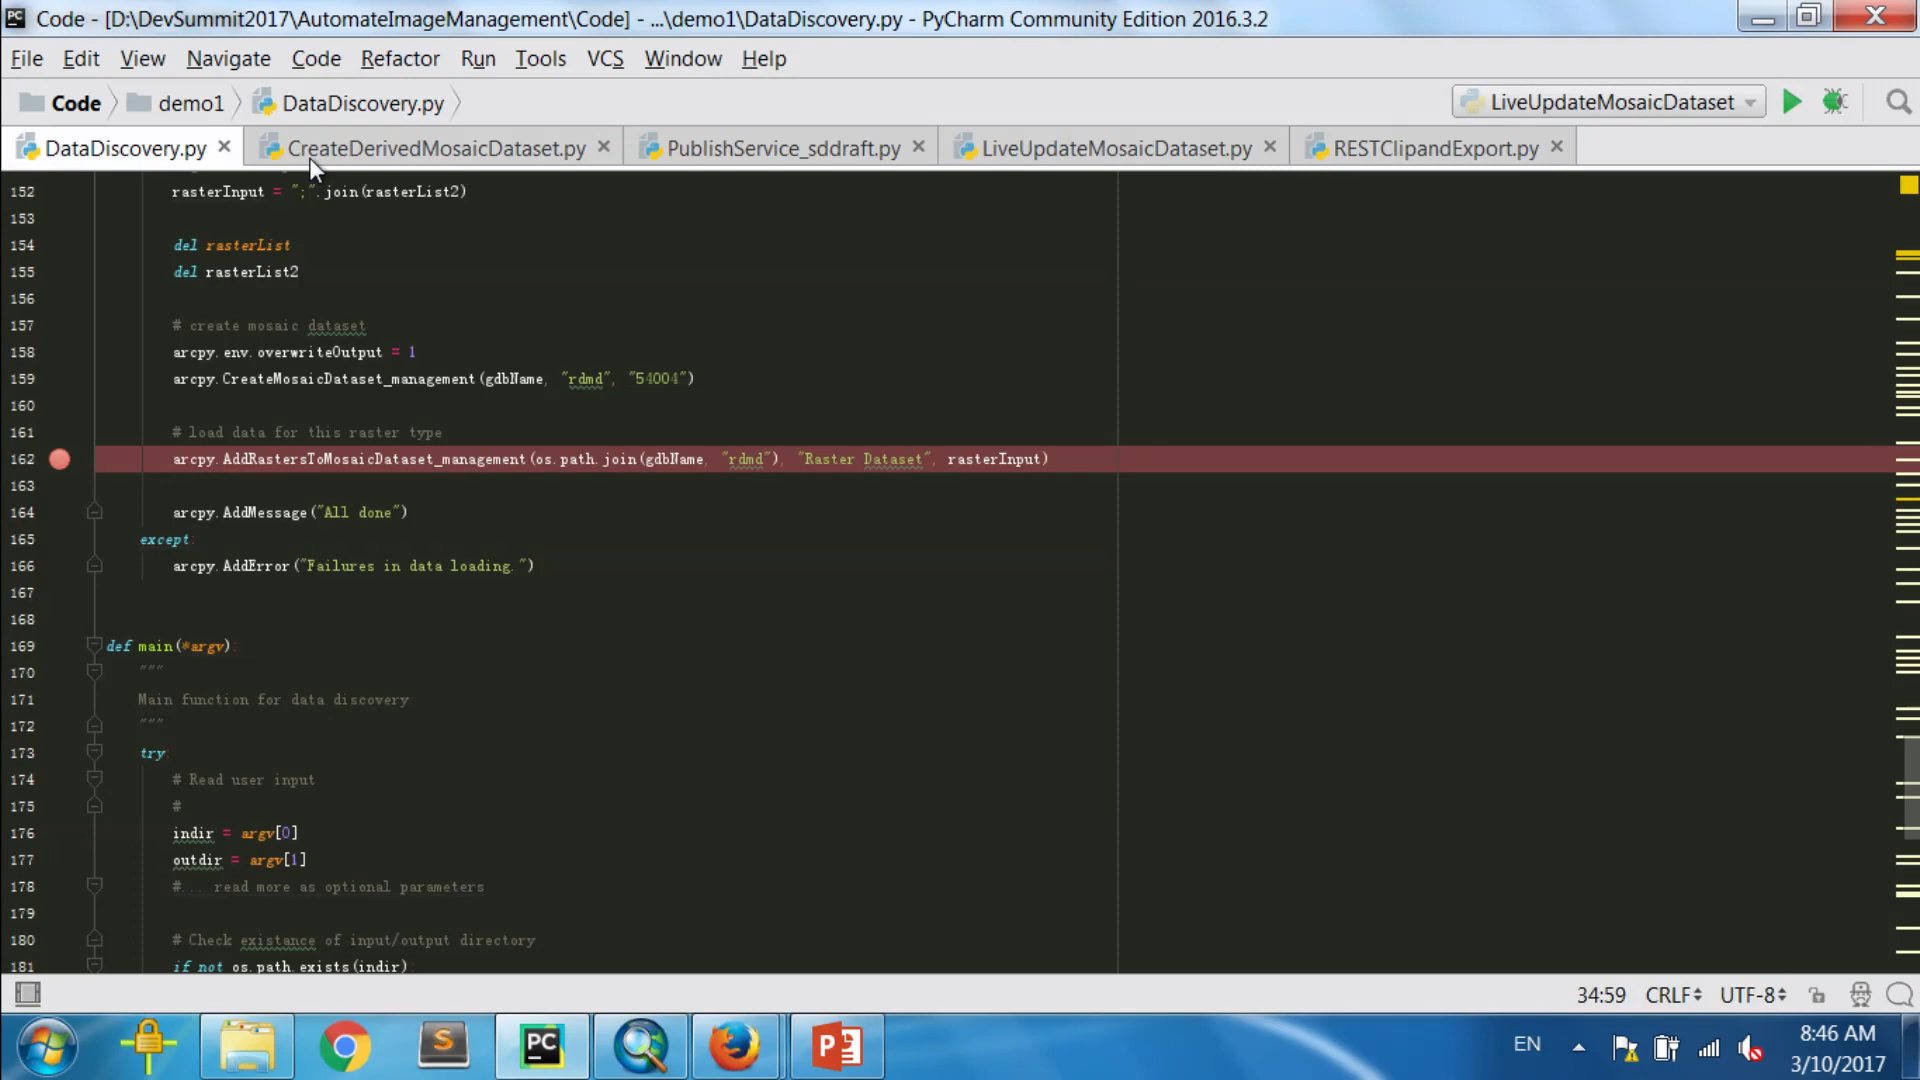 Code - [D:\DevSummit2017\AutomateImageManagement\Code] - ...\demo1\DataDiscovery.py - PyCharm Community Edition 2016.3.2
File Edit View Navigate Code Refactor Run Tools VCS Window Help
Code demo1 DataDiscovery.py LiveUpdateMosaicDataset
DataDiscovery.py CreateDerivedMosaicDataset.py PublishService_sddraft.py LiveUpdateMosaicDataset.py RESTClipandExport.py
152 rasterInput = ";".join(rasterList2)
153
154 del rasterList
155 del rasterList2
156
157 # create mosaic dataset
158 arcpy.env.overwriteOutput = 1
159 arcpy.CreateMosaicDataset_management(gdbName, "rdmd", "54004")
160
161 # load data for this raster type
162 arcpy.AddRastersToMosaicDataset_management(os.path.join(gdbName, "rdmd"), "Raster Dataset", rasterInput)
163
164 arcpy.AddMessage("All done")
165 except:
166 arcpy.AddError("Failures in data loading.")
167
168
169 def main(*argv):
170 """
171 Main function for data discovery
172 """
173 try:
174 # Read user input
175 #
176 indir = argv[0]
177 outdir = argv[1]
178 #... read more as optional parameters
179
180 # Check existance of input/output directory
181 if not os.path.exists(indir):
34:59 CRLF UTF-8
EN 8:46 AM
3/10/2017